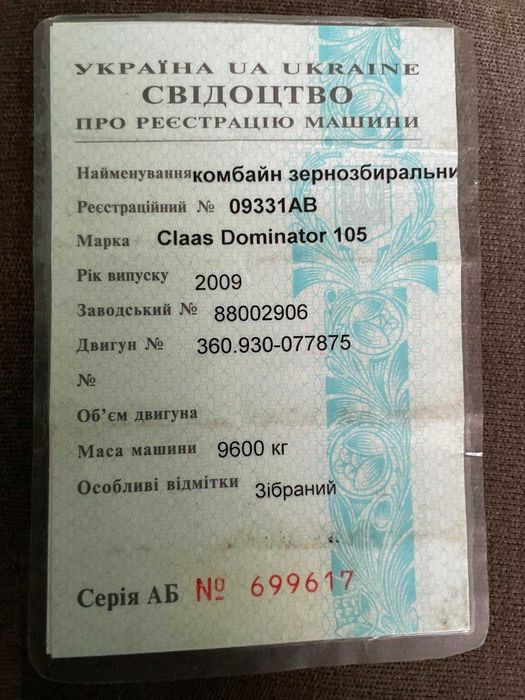 УКРАЇНА UA UKRAINE
СВІДОЦТВО
ПРО РЕЄСТРАЦІЮ МАШИНИ
Найменування комбайн зернозбиральни
Реєстраційний № 09331АВ
Марка Claas Dominator 105
Рік випуску 2009
Заводський № 88002906
Двигун № 360.930-077875
№
Об’єм двигуна
Маса машини 9600 кг
Особливі відмітки Зібраний
Серія АБ № 699617